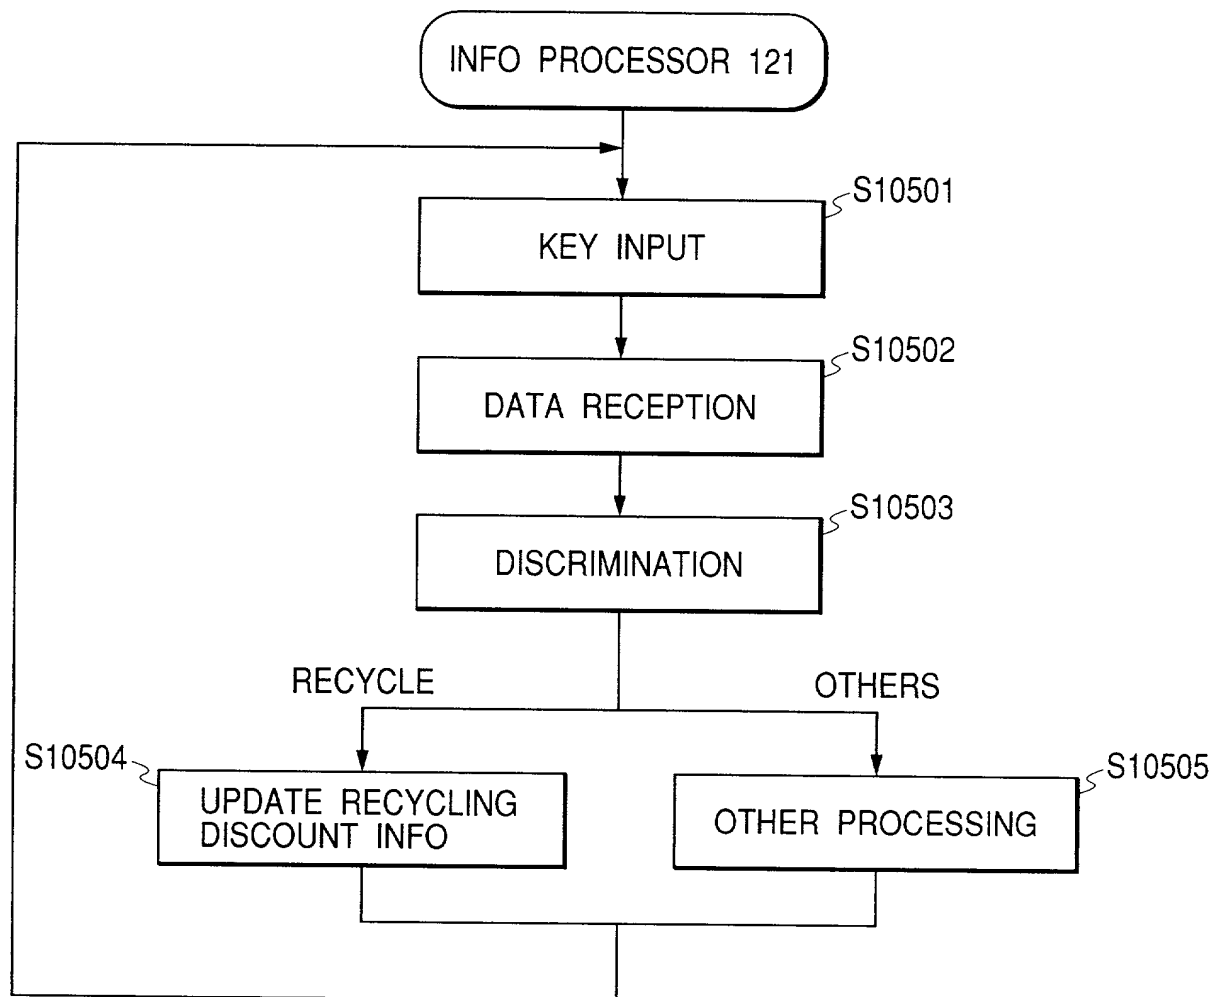 INFO PROCESSOR 121
S10501
KEY INPUT
S10502
DATA RECEPTION
S10503
DISCRIMINATION
RECYCLE
OTHERS
S10504
UPDATE RECYCLING
DISCOUNT INFO
S10505
OTHER PROCESSING